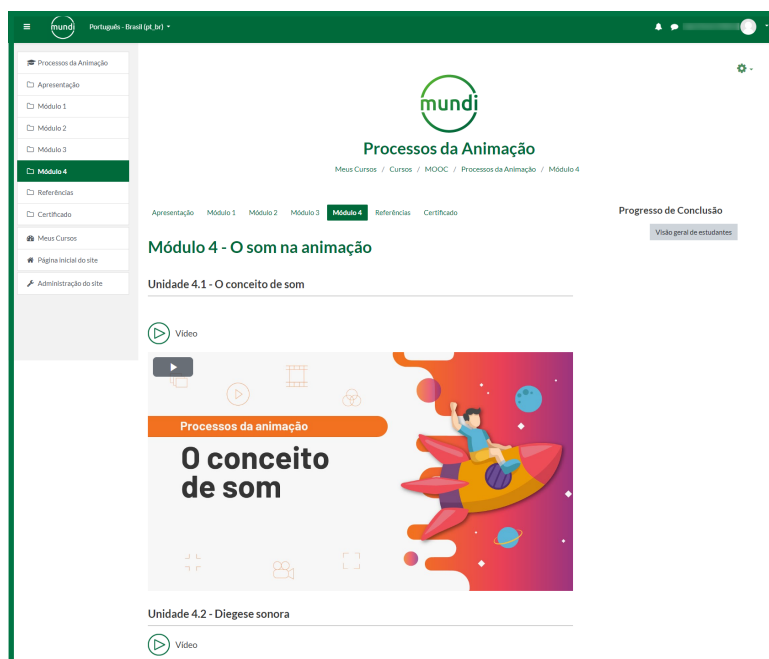 mundi
Português - Brasil (pt_br)
Processos da Animação
Apresentação
Módulo 1
Módulo 2
Módulo 3
Módulo 4
Referências
Certificado
Meus Cursos
Página inicial do site
Administração do site
mundi
Processos da Animação
Meus Cursos / Cursos / MOOC / Processos da Animação / Módulo 4
Apresentação Módulo 1 Módulo 2 Módulo 3 Módulo 4 Referências Certificado
Progresso de Conclusão
Visão geral de estudantes
Módulo 4 - O som na animação
Unidade 4.1 - O conceito de som
Vídeo
Processos da animação
O conceito
de som
Unidade 4.2 - Diegese sonora
Vídeo